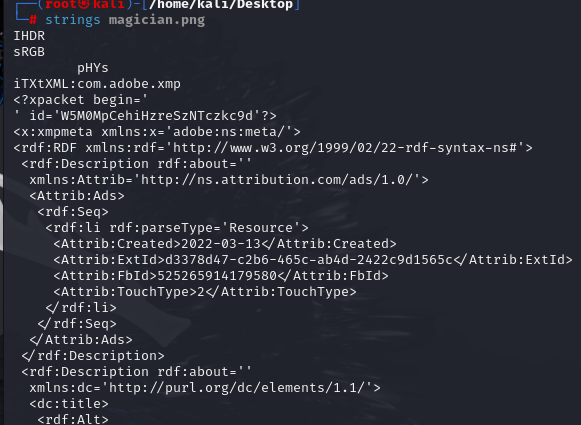 ┌──(root㉿kali)-[/home/kali/Desktop]
└─# strings magician.png
IHDR
sRGB
        pHYs
iTXtXML:com.adobe.xmp
<?xpacket begin='
' id='W5M0MpCehiHzreSzNTczkc9d'?>
<x:xmpmeta xmlns:x='adobe:ns:meta/'>
<rdf:RDF xmlns:rdf='http://www.w3.org/1999/02/22-rdf-syntax-ns#'>
 <rdf:Description rdf:about=''
  xmlns:Attrib='http://ns.attribution.com/ads/1.0/'>
  <Attrib:Ads>
   <rdf:Seq>
    <rdf:li rdf:parseType='Resource'>
     <Attrib:Created>2022-03-13</Attrib:Created>
     <Attrib:ExtId>d3378d47-c2b6-465c-ab4d-2422c9d1565c</Attrib:ExtId>
     <Attrib:FbId>525265914179580</Attrib:FbId>
     <Attrib:TouchType>2</Attrib:TouchType>
    </rdf:li>
   </rdf:Seq>
  </Attrib:Ads>
 </rdf:Description>
 <rdf:Description rdf:about=''
  xmlns:dc='http://purl.org/dc/elements/1.1/'>
  <dc:title>
   <rdf:Alt>